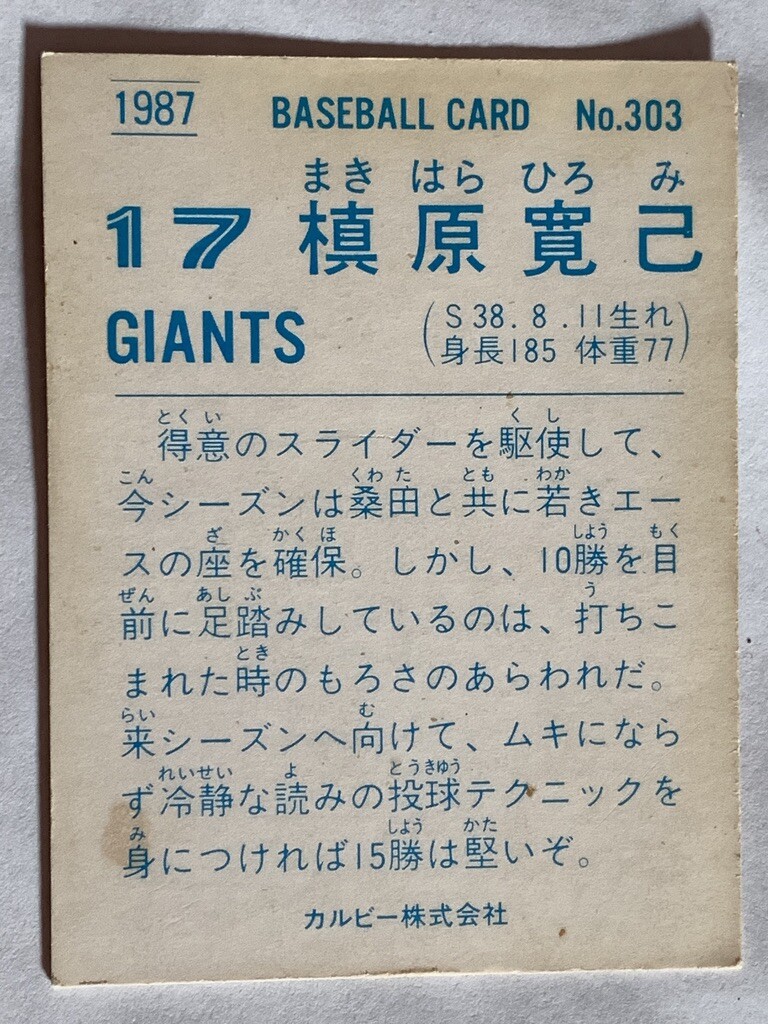 1987 BASEBALL CARD No.303
まき はら ひろ み
17 槙原寛己
GIANTS
(S38.8.11生れ
身長185 体重77)
とく い く し
得意のスライダーを駆使して、
こん くわ た とも わか
今シーズンは桑田と共に若きエー
ざ かく ほ しよう もく
スの座を確保。しかし、10勝を目
ぜん あし ぶ う
前に足踏みしているのは、打ちこ
とき
まれた時のもろさのあらわれだ。
らい む
来シーズンへ向けて、ムキになら
れいせい よ とうきゆう
ず冷静な読みの投球テクニックを
み しよう かた
身につければ15勝は堅いぞ。
カルビー株式会社